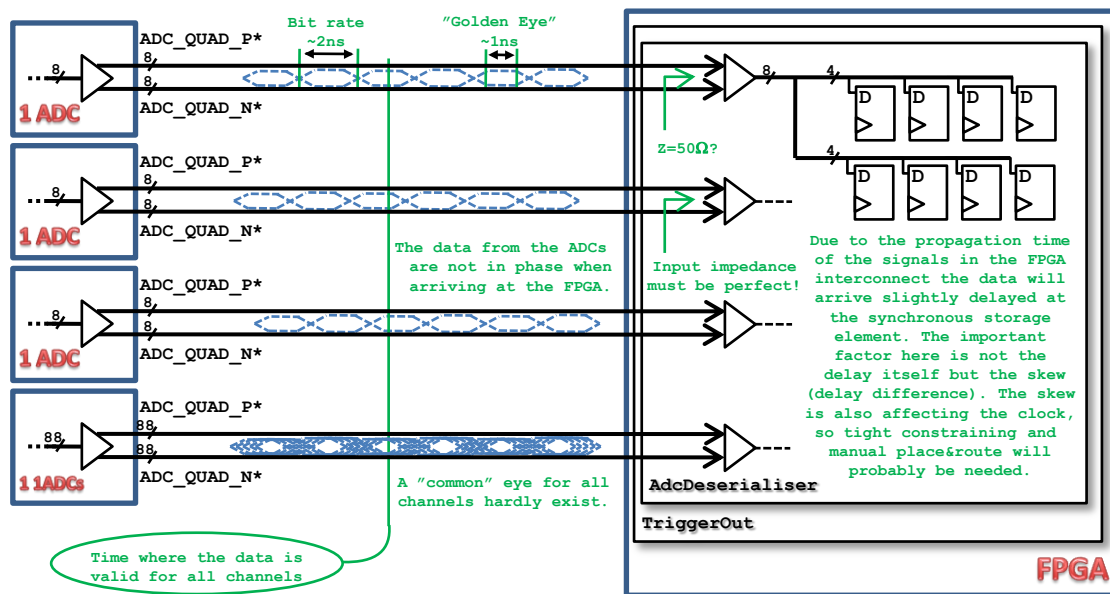 Bit rate
~2ns
”Golden Eye”
~1ns
ADC_QUAD_P*
8
8
8
ADC_QUAD_N*
1 ADC
Z=50Ω?
8
4
D
D
D
D
4
D
D
D
D
ADC_QUAD_P*
8
8
8
ADC_QUAD_N*
1 ADC
The data from the ADCs
are not in phase when
arriving at the FPGA.
Input impedance
must be perfect!
Due to the propagation time
of the signals in the FPGA
interconnect the data will
arrive slightly delayed at
the synchronous storage
element. The important
factor here is not the
delay itself but the skew
(delay difference). The skew
is also affecting the clock,
so tight constraining and
manual place&route will
probably be needed.
ADC_QUAD_P*
8
8
8
ADC_QUAD_N*
1 ADC
ADC_QUAD_P*
88
88
88
ADC_QUAD_N*
1 1ADCs
A ”common” eye for all
channels hardly exist.
AdcDeserialiser
TriggerOut
Time where the data is
valid for all channels
FPGA